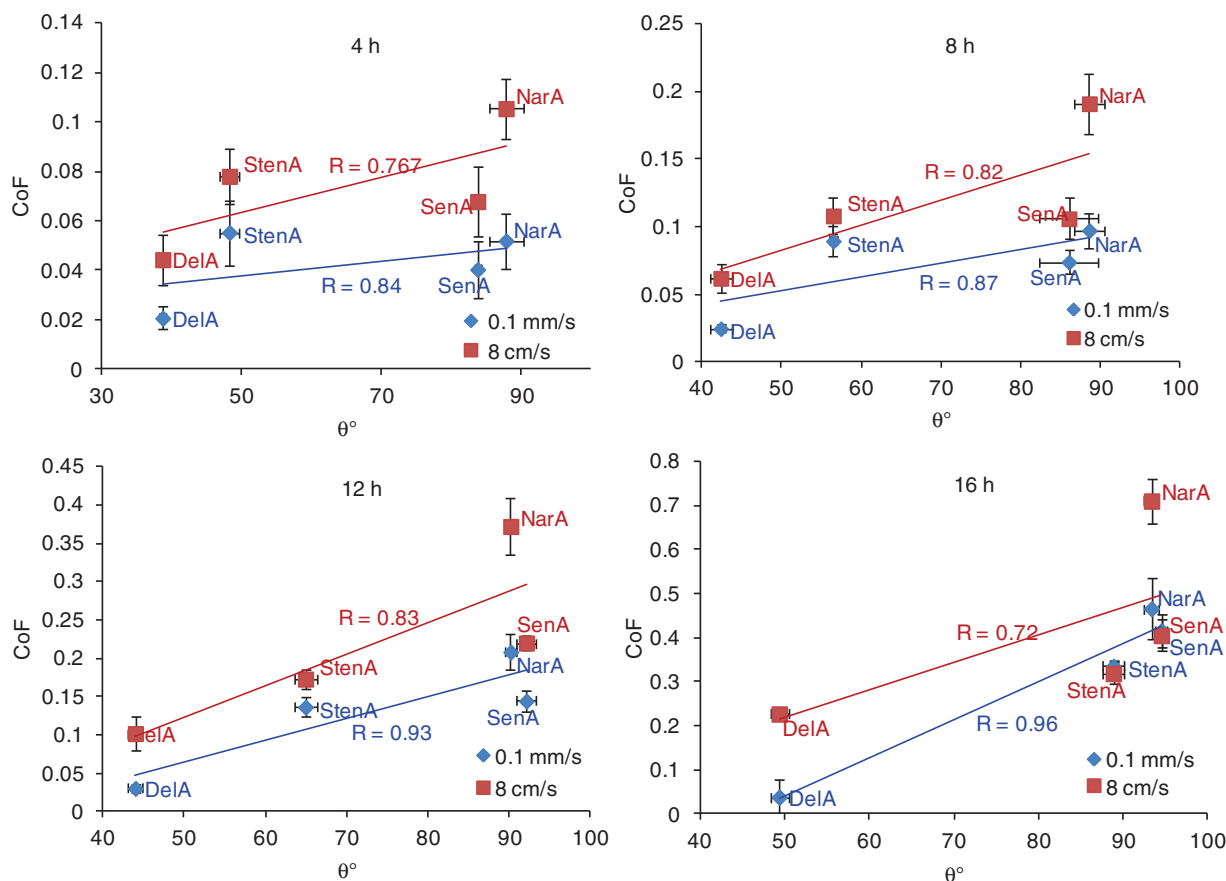 4 h
0.14
0.12
0.1
0.08
0.06
0.04
0.02
0
CoF
NarA
StenA
R = 0.767
SenA
StenA
NarA
DelA
R = 0.84
SenA
DelA
0.1 mm/s
8 cm/s
30 50 70 90
θ°
8 h
0.25
0.2
0.15
0.1
0.05
0
CoF
NarA
R = 0.82
StenA
SenA
StenA
NarA
DelA
R = 0.87
SenA
DelA
0.1 mm/s
8 cm/s
40 50 60 70 80 90 100
θ°
12 h
0.45
0.4
0.35
0.3
0.25
0.2
0.15
0.1
0.05
0
CoF
NarA
R = 0.83
SenA
StenA
NarA
StenA
SenA
elA
R = 0.93
DelA
0.1 mm/s
8 cm/s
40 50 60 70 80 90 100
θ°
16 h
0.8
0.7
0.6
0.5
0.4
0.3
0.2
0.1
0
CoF
NarA
NarA
R = 0.72
SenA
SenA
StenA
StenA
DelA
R = 0.96
DelA
0.1 mm/s
8 cm/s
40 50 60 70 80 90 100
θ°